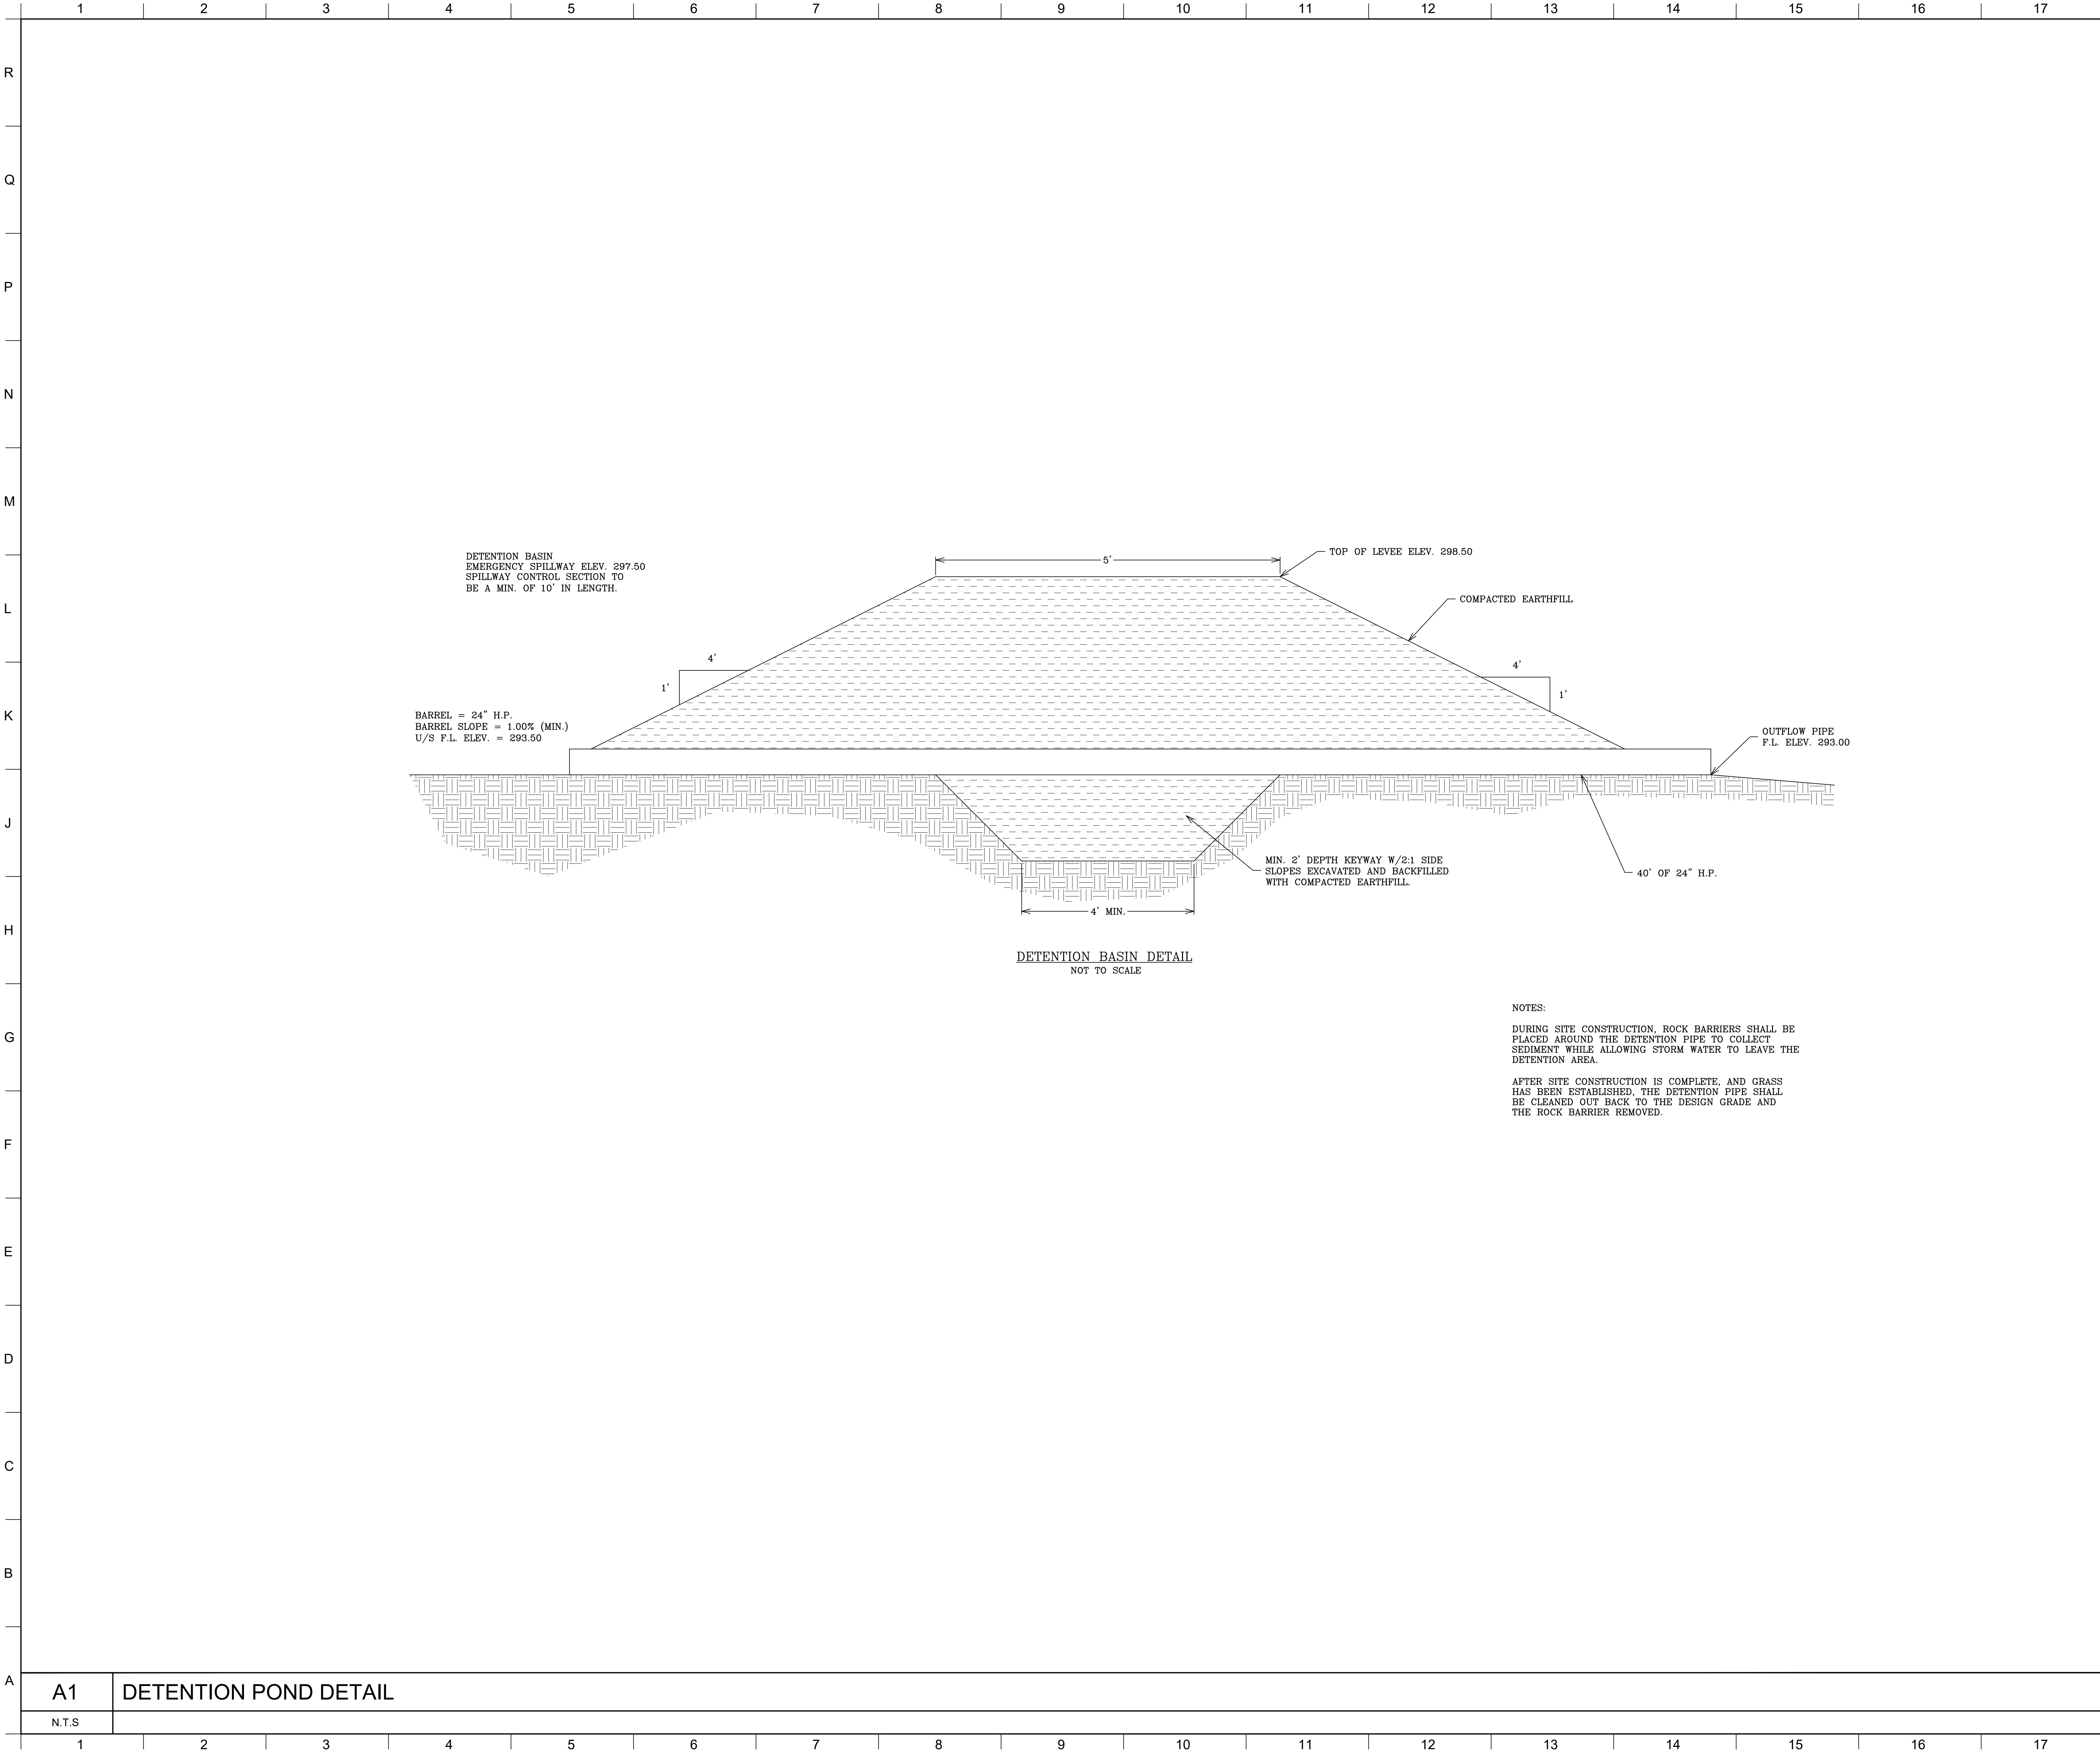 1 2 3 4 5 6 7 8 9 10 11 12 13 14 15 16 17
R
Q
P
N
M
L
K
J
H
G
F
E
D
C
B
A
DETENTION BASIN
EMERGENCY SPILLWAY ELEV. 297.50
SPILLWAY CONTROL SECTION TO
BE A MIN. OF 10' IN LENGTH.
5'
TOP OF LEVEE ELEV. 298.50
COMPACTED EARTHFILL
4'
1'
4'
1'
BARREL = 24" H.P.
BARREL SLOPE = 1.00% (MIN.)
U/S F.L. ELEV. = 293.50
OUTFLOW PIPE
F.L. ELEV. 293.00
MIN. 2' DEPTH KEYWAY W/2:1 SIDE
SLOPES EXCAVATED AND BACKFILLED
WITH COMPACTED EARTHFILL.
40' OF 24" H.P.
4' MIN.
DETENTION BASIN DETAIL
NOT TO SCALE
NOTES:
DURING SITE CONSTRUCTION, ROCK BARRIERS SHALL BE
PLACED AROUND THE DETENTION PIPE TO COLLECT
SEDIMENT WHILE ALLOWING STORM WATER TO LEAVE THE
DETENTION AREA.
AFTER SITE CONSTRUCTION IS COMPLETE, AND GRASS
HAS BEEN ESTABLISHED, THE DETENTION PIPE SHALL
BE CLEANED OUT BACK TO THE DESIGN GRADE AND
THE ROCK BARRIER REMOVED.
A1
DETENTION POND DETAIL
N.T.S
1 2 3 4 5 6 7 8 9 10 11 12 13 14 15 16 17